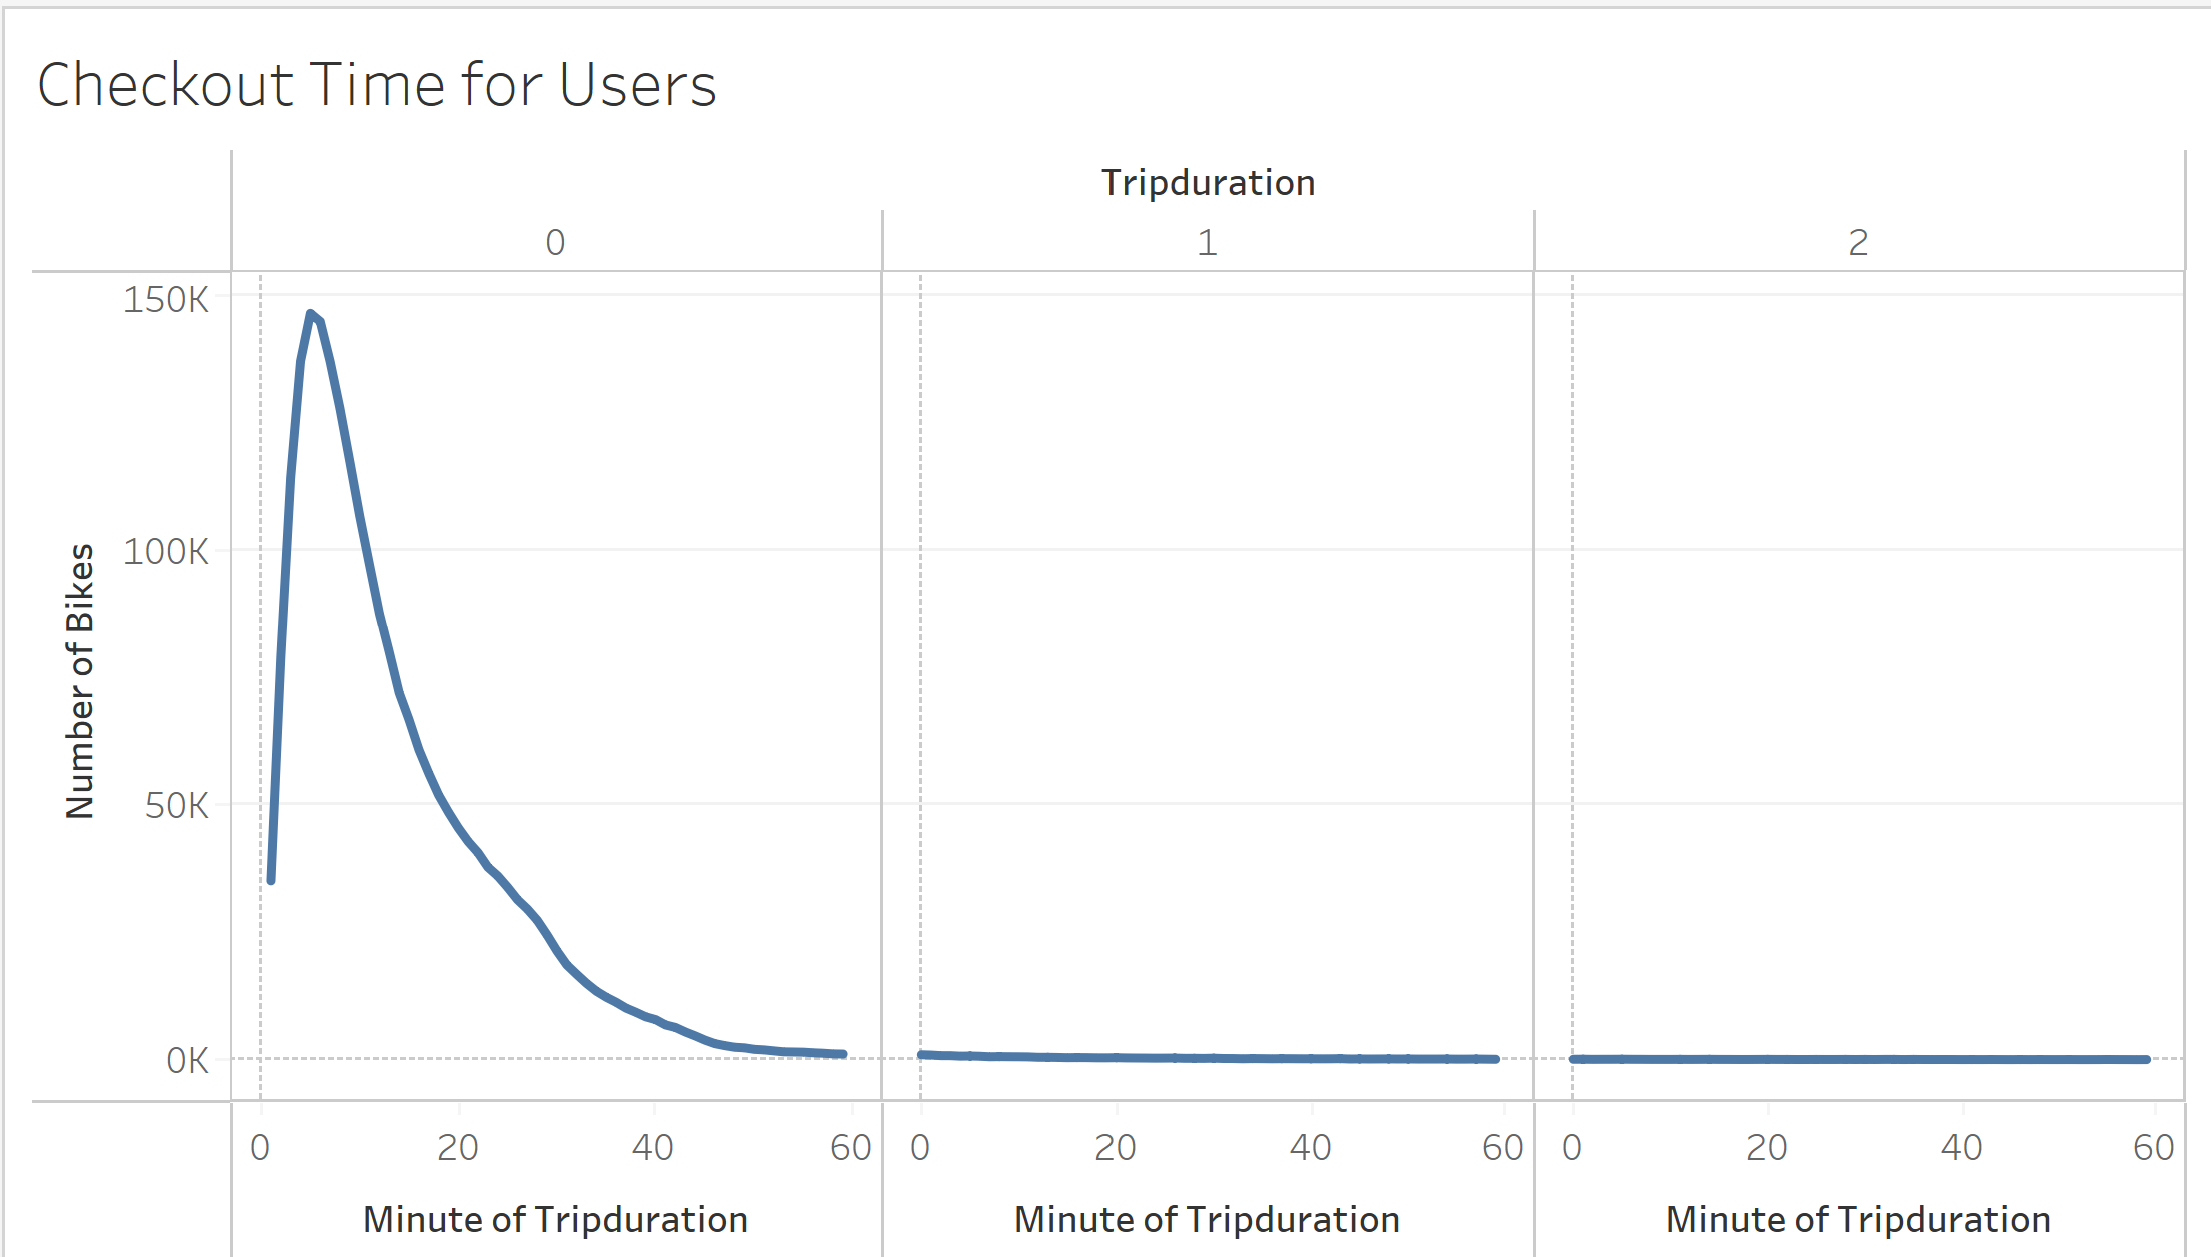 Checkout Time for Users
Tripduration
0 1 2
150K
100K
50K
0K
Number of Bikes
0 20 40 60 0 20 40 60 0 20 40 60
Minute of Tripduration Minute of Tripduration Minute of Tripduration